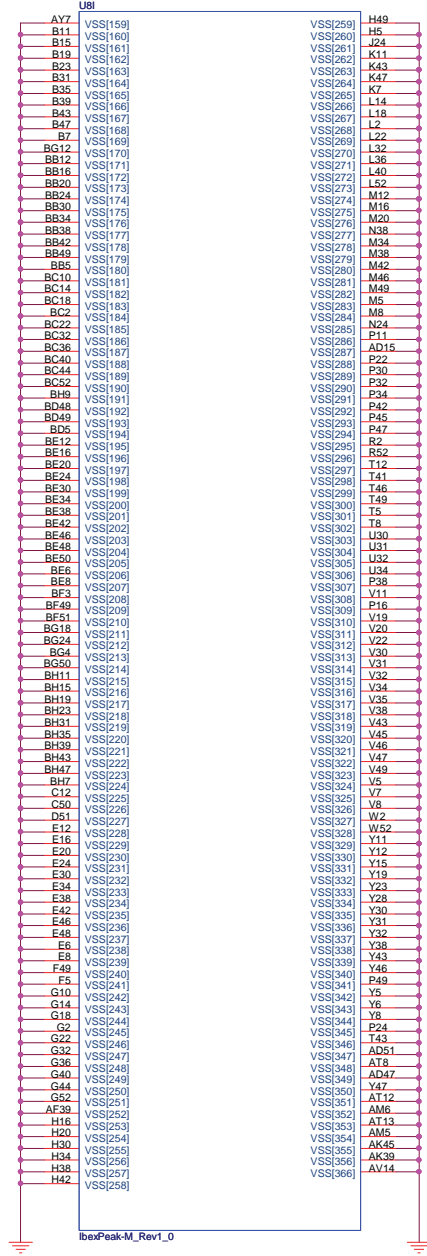 U8I
AY7 VSS[159] VSS[259] H49
B11 VSS[160] VSS[260] H5
B15 VSS[161] VSS[261] J24
B19 VSS[162] VSS[262] K11
B23 VSS[163] VSS[263] K43
B31 VSS[164] VSS[264] K47
B35 VSS[165] VSS[265] K7
B39 VSS[166] VSS[266] L14
B43 VSS[167] VSS[267] L18
B47 VSS[168] VSS[268] L2
B7 VSS[169] VSS[269] L22
BG12 VSS[170] VSS[270] L32
BB12 VSS[171] VSS[271] L36
BB16 VSS[172] VSS[272] L40
BB20 VSS[173] VSS[273] L52
BB24 VSS[174] VSS[274] M12
BB30 VSS[175] VSS[275] M16
BB34 VSS[176] VSS[276] M20
BB38 VSS[177] VSS[277] N38
BB42 VSS[178] VSS[278] M34
BB49 VSS[179] VSS[279] M38
BB5 VSS[180] VSS[280] M42
BC10 VSS[181] VSS[281] M46
BC14 VSS[182] VSS[282] M49
BC18 VSS[183] VSS[283] M5
BC2 VSS[184] VSS[284] M8
BC22 VSS[185] VSS[285] N24
BC32 VSS[186] VSS[286] P11
BC36 VSS[187] VSS[287] AD15
BC40 VSS[188] VSS[288] P22
BC44 VSS[189] VSS[289] P30
BC52 VSS[190] VSS[290] P32
BH9 VSS[191] VSS[291] P34
BD48 VSS[192] VSS[292] P42
BD49 VSS[193] VSS[293] P45
BD5 VSS[194] VSS[294] P47
BE12 VSS[195] VSS[295] R2
BE16 VSS[196] VSS[296] R52
BE20 VSS[197] VSS[297] T12
BE24 VSS[198] VSS[298] T41
BE30 VSS[199] VSS[299] T46
BE34 VSS[200] VSS[300] T49
BE38 VSS[201] VSS[301] T5
BE42 VSS[202] VSS[302] T8
BE46 VSS[203] VSS[303] U30
BE48 VSS[204] VSS[304] U31
BE50 VSS[205] VSS[305] U32
BE6 VSS[206] VSS[306] U34
BE8 VSS[207] VSS[307] P38
BF3 VSS[208] VSS[308] V11
BF49 VSS[209] VSS[309] P16
BF51 VSS[210] VSS[310] V19
BG18 VSS[211] VSS[311] V20
BG24 VSS[212] VSS[312] V22
BG4 VSS[213] VSS[313] V30
BG50 VSS[214] VSS[314] V31
BH11 VSS[215] VSS[315] V32
BH15 VSS[216] VSS[316] V34
BH19 VSS[217] VSS[317] V35
BH23 VSS[218] VSS[318] V38
BH31 VSS[219] VSS[319] V43
BH35 VSS[220] VSS[320] V45
BH39 VSS[221] VSS[321] V46
BH43 VSS[222] VSS[322] V47
BH47 VSS[223] VSS[323] V49
BH7 VSS[224] VSS[324] V5
C12 VSS[225] VSS[325] V7
C50 VSS[226] VSS[326] V8
D51 VSS[227] VSS[327] W2
E12 VSS[228] VSS[328] W52
E16 VSS[229] VSS[329] Y11
E20 VSS[230] VSS[330] Y12
E24 VSS[231] VSS[331] Y15
E30 VSS[232] VSS[332] Y19
E34 VSS[233] VSS[333] Y23
E38 VSS[234] VSS[334] Y28
E42 VSS[235] VSS[335] Y30
E46 VSS[236] VSS[336] Y31
E48 VSS[237] VSS[337] Y32
E6 VSS[238] VSS[338] Y38
E8 VSS[239] VSS[339] Y43
F49 VSS[240] VSS[340] Y46
F5 VSS[241] VSS[341] P49
G10 VSS[242] VSS[342] Y5
G14 VSS[243] VSS[343] Y6
G18 VSS[244] VSS[344] Y8
G2 VSS[245] VSS[345] P24
G22 VSS[246] VSS[346] T43
G32 VSS[247] VSS[347] AD51
G36 VSS[248] VSS[348] AT8
G40 VSS[249] VSS[349] AD47
G44 VSS[250] VSS[350] Y47
G52 VSS[251] VSS[351] AT12
AF39 VSS[252] VSS[352] AM6
H16 VSS[253] VSS[353] AT13
H20 VSS[254] VSS[354] AM5
H30 VSS[255] VSS[355] AK45
H34 VSS[256] VSS[356] AK39
H38 VSS[257] VSS[366] AV14
H42 VSS[258]
IbexPeak-M_Rev1_0